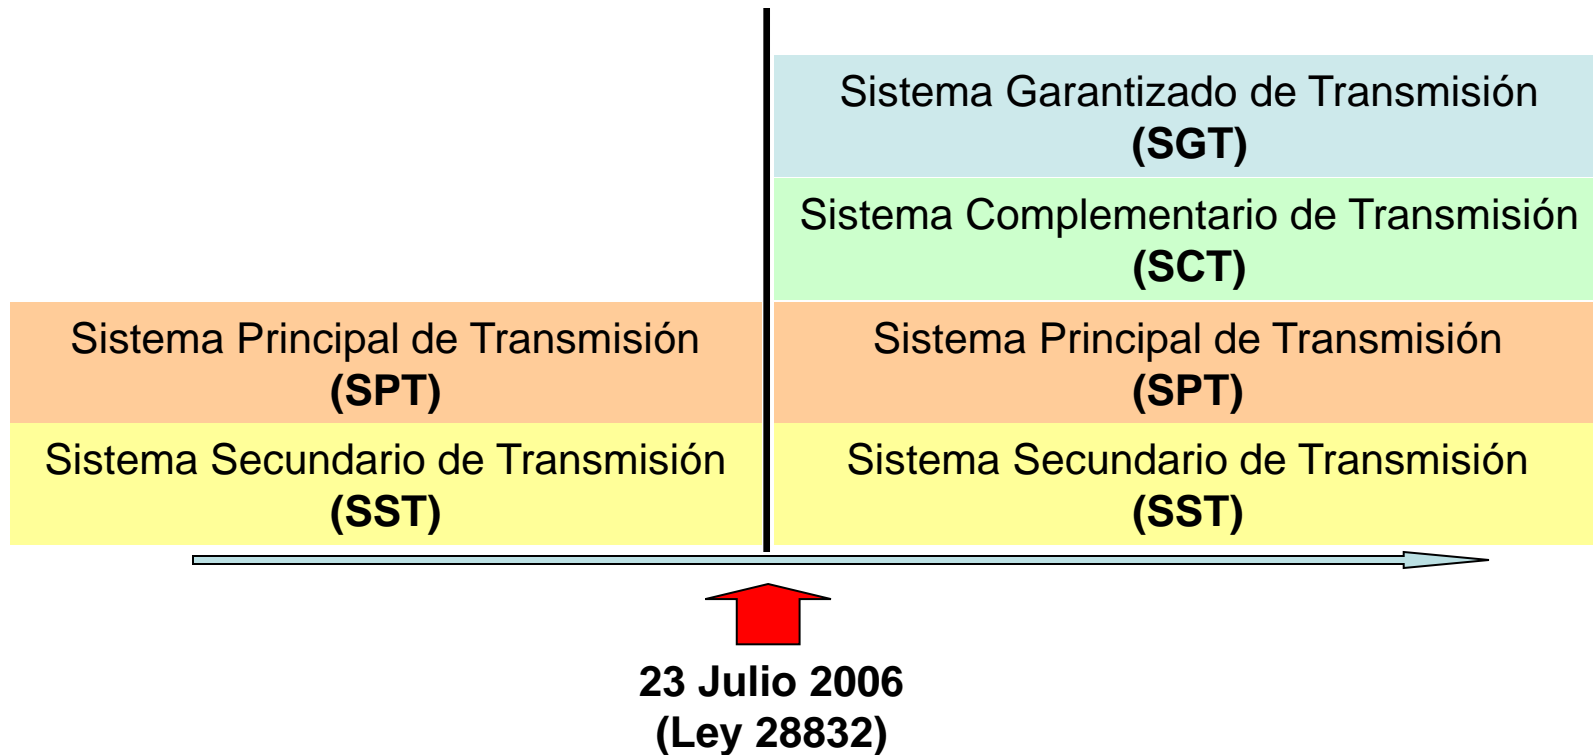 Sistema Garantizado de Transmisión
(SGT)
Sistema Complementario de Transmisión
(SCT)
Sistema Principal de Transmisión
(SPT)
Sistema Principal de Transmisión
(SPT)
Sistema Secundario de Transmisión
(SST)
Sistema Secundario de Transmisión
(SST)
23 Julio 2006
(Ley 28832)